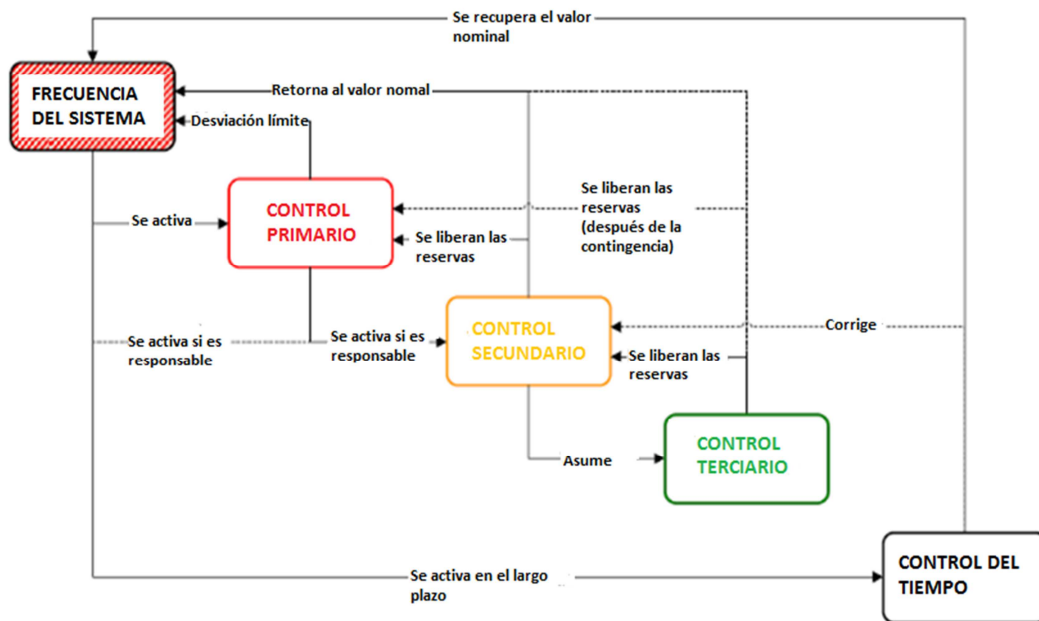 Se recupera el valor
nominal
FRECUENCIA
DEL SISTEMA
Retorna al valor nomal
Desviación límite
CONTROL
PRIMARIO
Se activa
Se liberan las
reservas
(después de la
contingencia)
Se liberan las
reservas
Se activa si es
responsable
Se activa si es
responsable
CONTROL
SECUNDARIO
Corrige
Se liberan las
reservas
CONTROL
TERCIARIO
Asume
CONTROL DEL
TIEMPO
Se activa en el largo
plazo